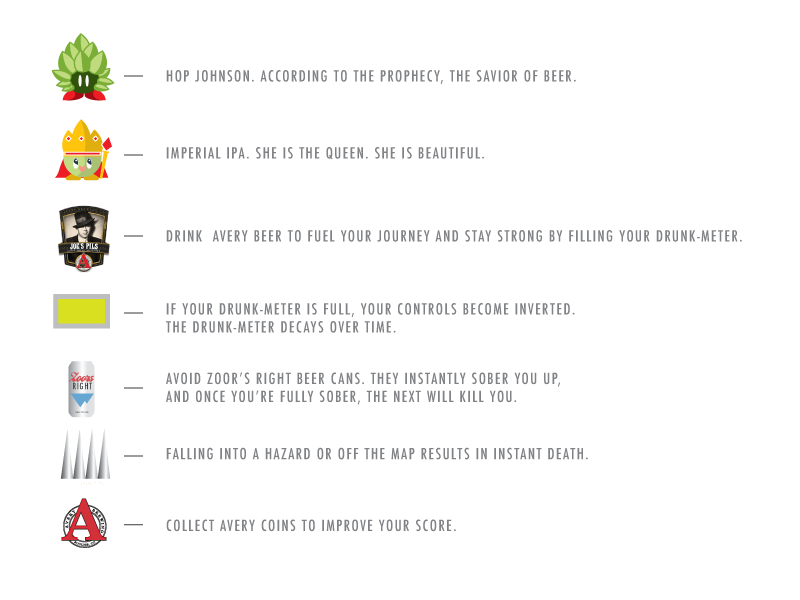 HOP JOHNSON. ACCORDING TO THE PROPHECY, THE SAVIOR OF BEER.
IMPERIAL IPA. SHE IS THE QUEEN. SHE IS BEAUTIFUL.
JOE'S PILS
A
DRINK  AVERY BEER TO FUEL YOUR JOURNEY AND STAY STRONG BY FILLING YOUR DRUNK-METER.
IF YOUR DRUNK-METER IS FULL, YOUR CONTROLS BECOME INVERTED.
THE DRUNK-METER DECAYS OVER TIME.
Zoors
RIGHT
AVOID ZOOR'S RIGHT BEER CANS. THEY INSTANTLY SOBER YOU UP,
AND ONCE YOU'RE FULLY SOBER, THE NEXT WILL KILL YOU.
FALLING INTO A HAZARD OR OFF THE MAP RESULTS IN INSTANT DEATH.
AVERY BREWING
A
COLLECT AVERY COINS TO IMPROVE YOUR SCORE.